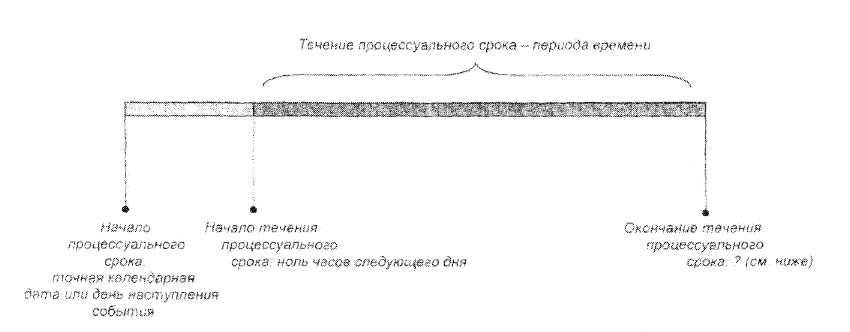 Течение процессуального срока – периода времени
Начало
процессуального
срока:
точная календарная
дата или день наступления
события
Начало течения
процессуального
срока: ноль часов следующего дня
Окончание течения
процессуального
срока: ? (см. ниже)